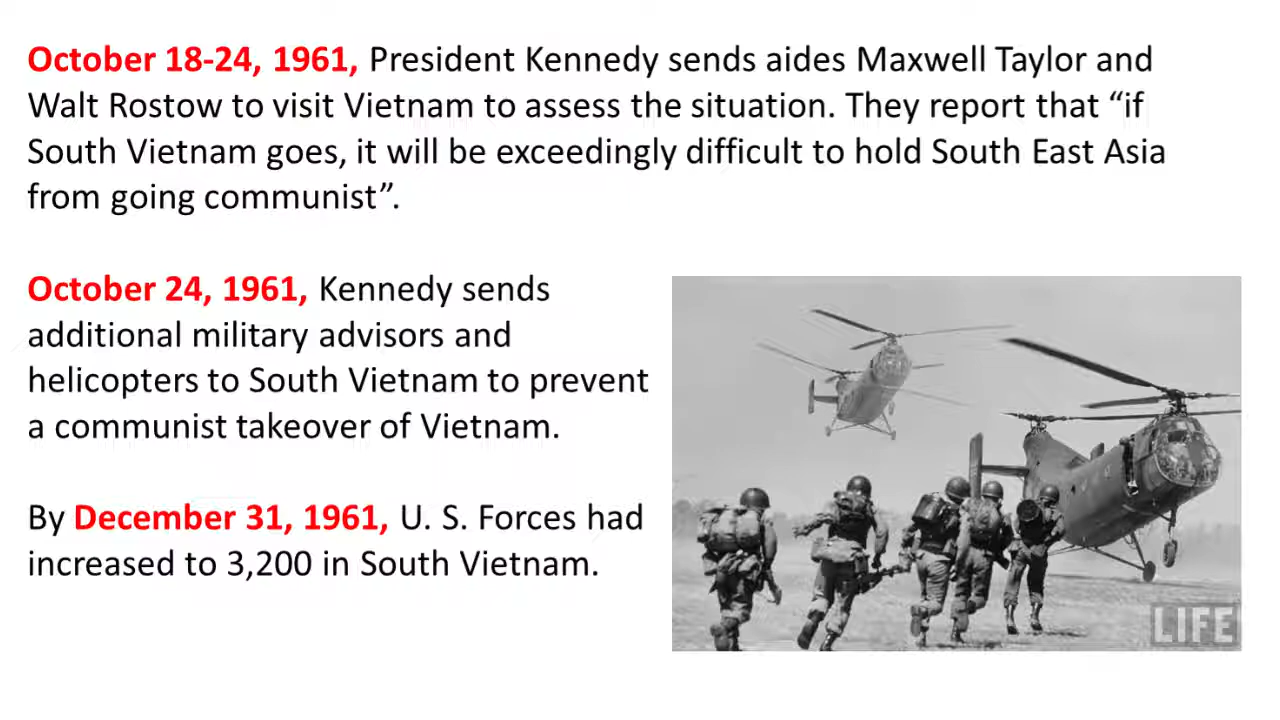 October 18-24, 1961, President Kennedy sends aides Maxwell Taylor and
Walt Rostow to visit Vietnam to assess the situation. They report that “if
South Vietnam goes, it will be exceedingly difficult to hold South East Asia
from going communist”.
October 24, 1961, Kennedy sends
additional military advisors and
helicopters to South Vietnam to prevent
a communist takeover of Vietnam.
By December 31, 1961, U. S. Forces had
increased to 3,200 in South Vietnam.
LIFE